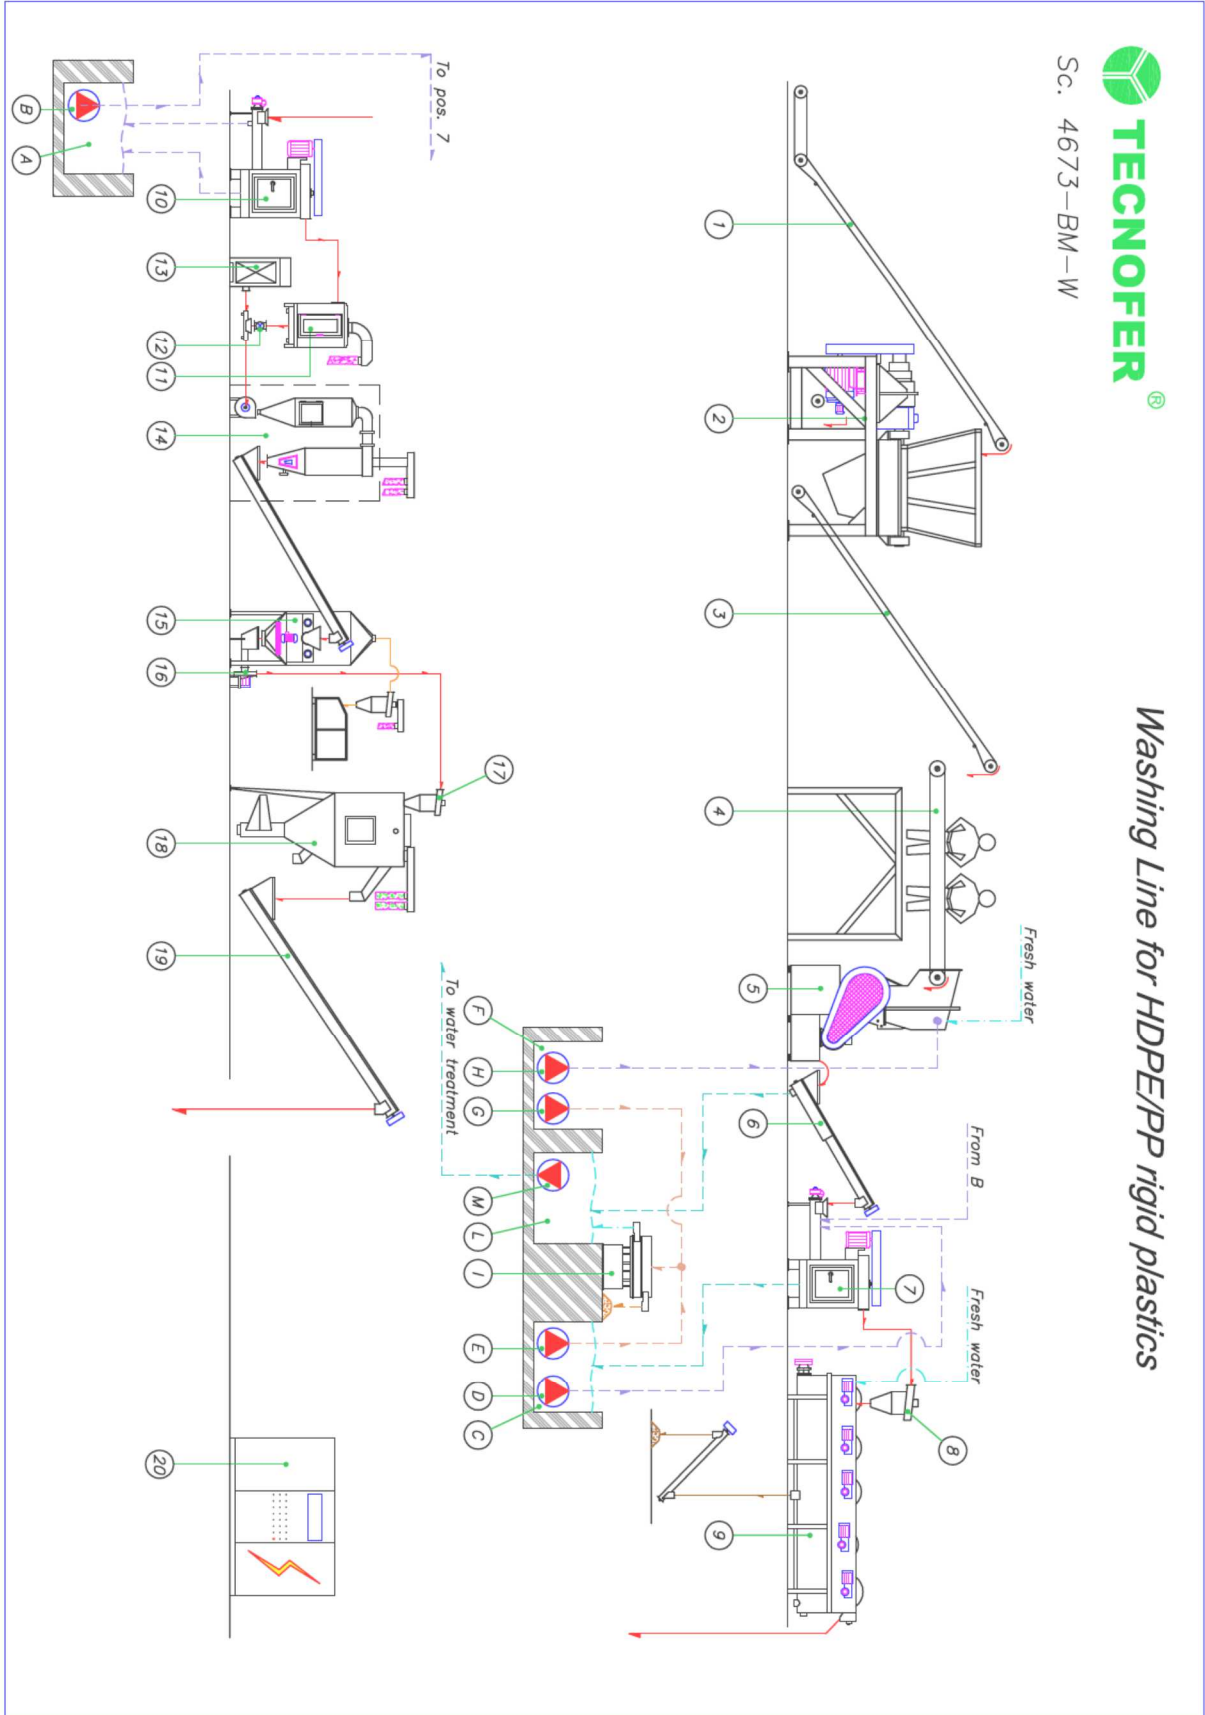 TECNOFER ®
Sc. 4673-BM-W
Washing Line for HDPE/PP rigid plastics
1
2
3
4
Fresh water
5
6
From B
7
Fresh water
8
9
To pos. 7
B
A
10
13
12
11
14
15
16
17
18
19
To water treatment
F
H
G
M
L
I
E
D
C
20